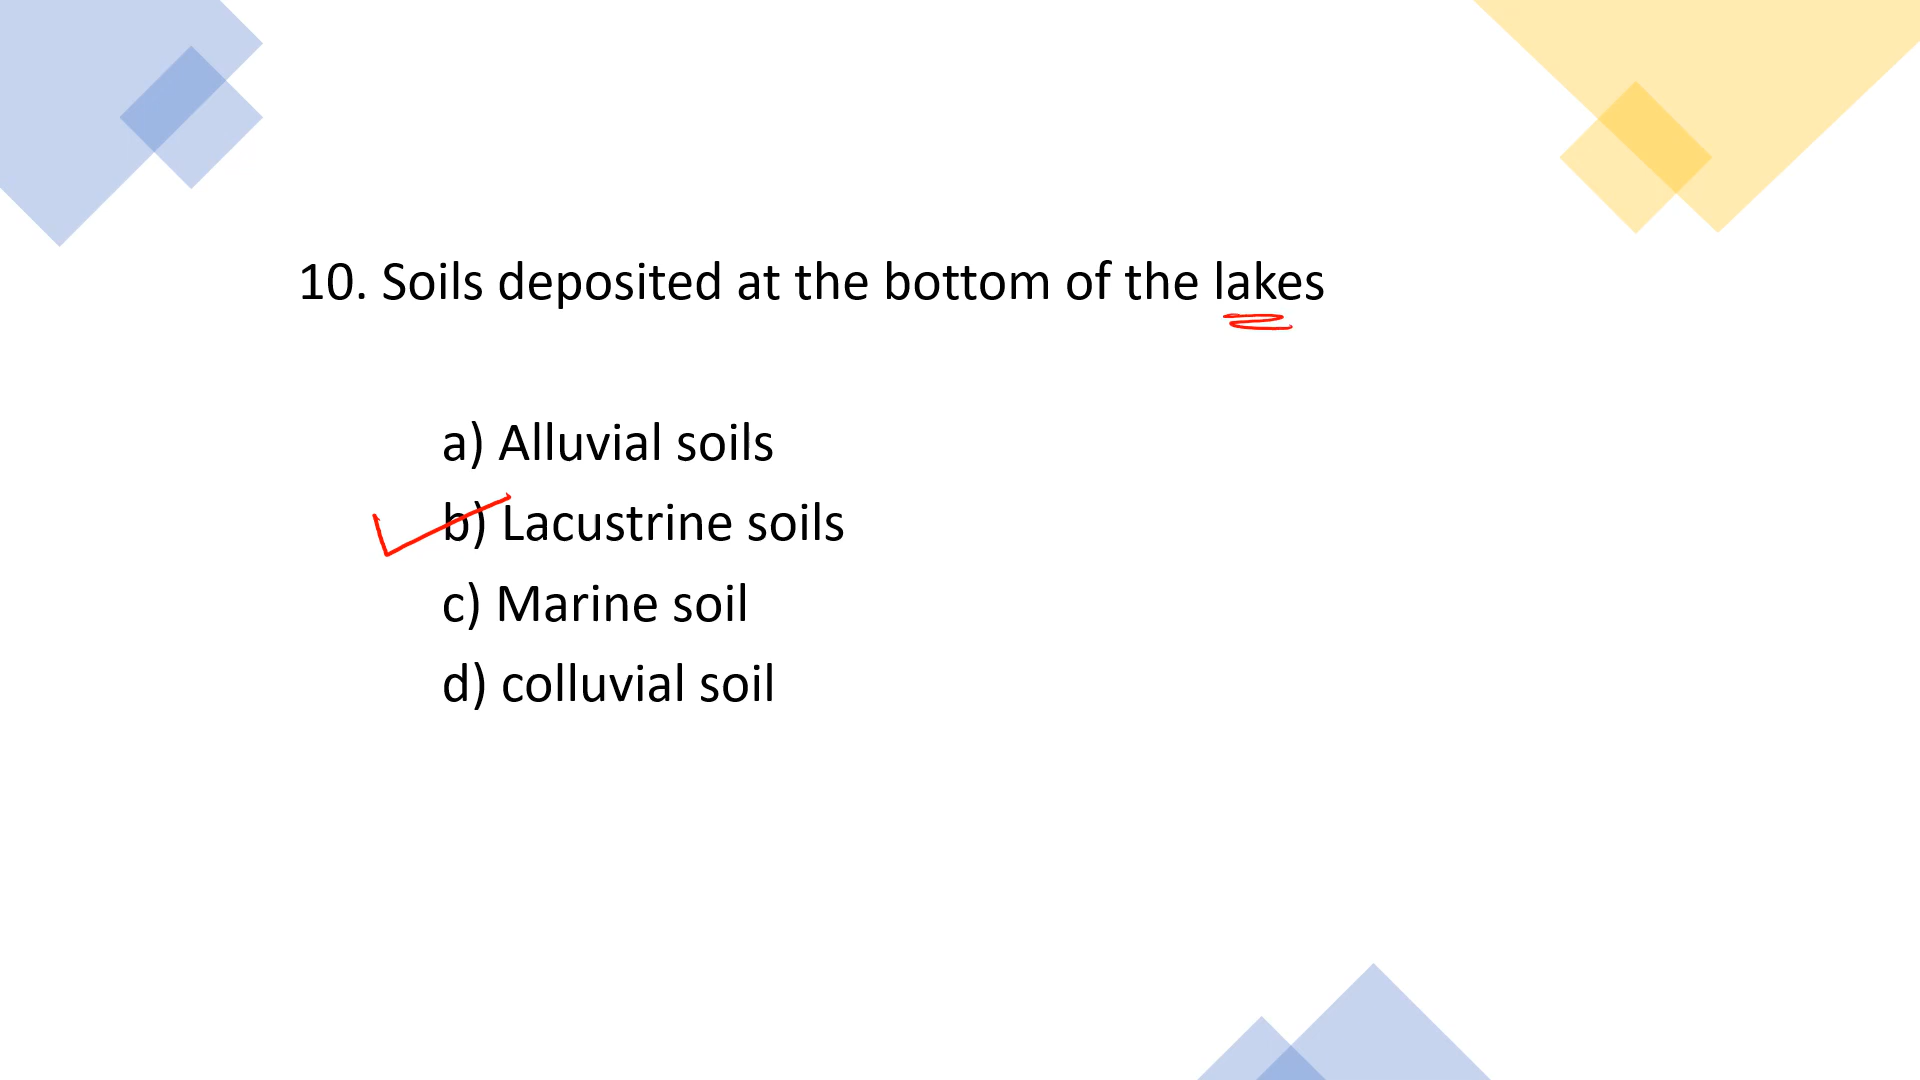 10. Soils deposited at the bottom of the lakes
a) Alluvial soils
b) Lacustrine soils
c) Marine soil
d) colluvial soil